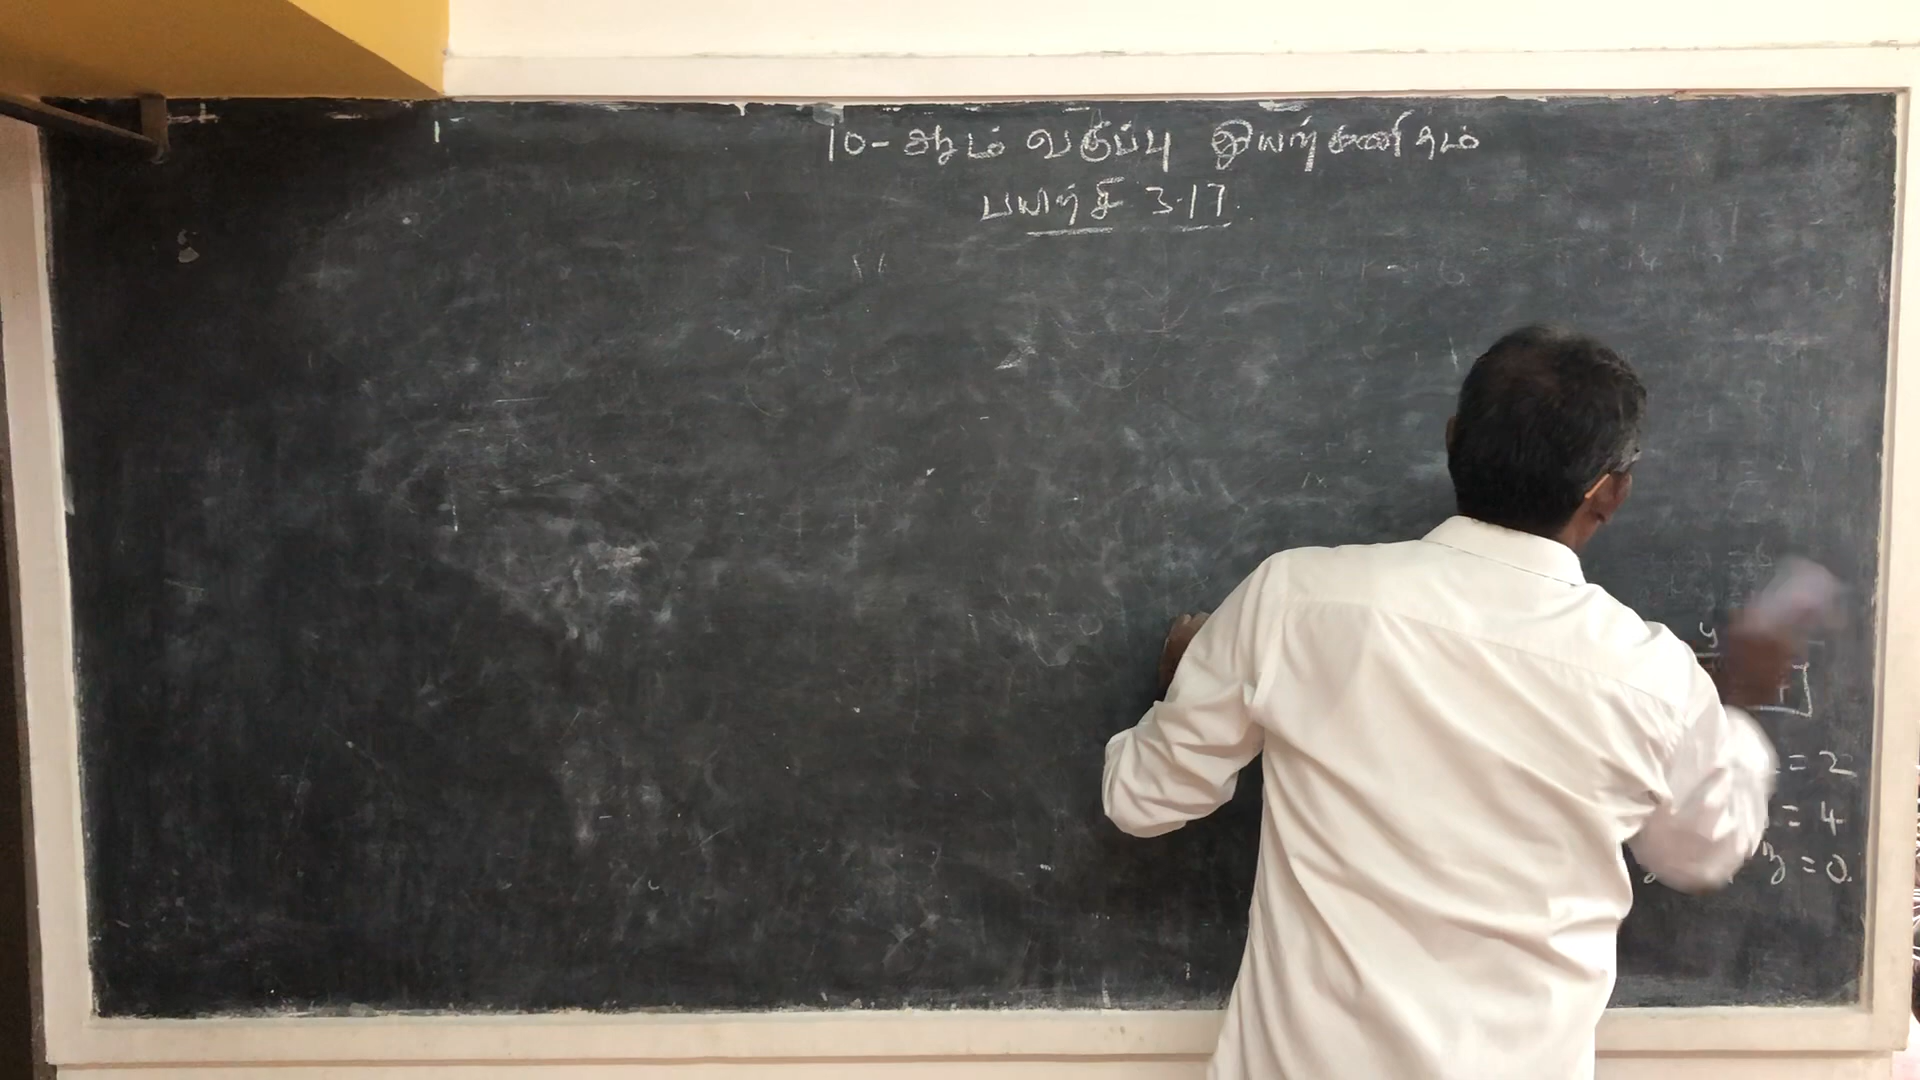 10-ஆம் வகுப்பு இயற்கணிதம்
பயிற்சி 3.17.
y
= 2
= 4
z = 0.